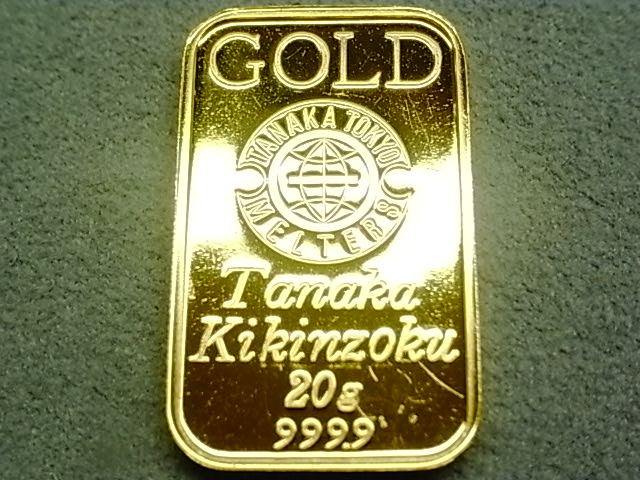 GOLD
TANAKA TOKYO
MELTERS
Tanaka
Kikinzoku
20g
999.9